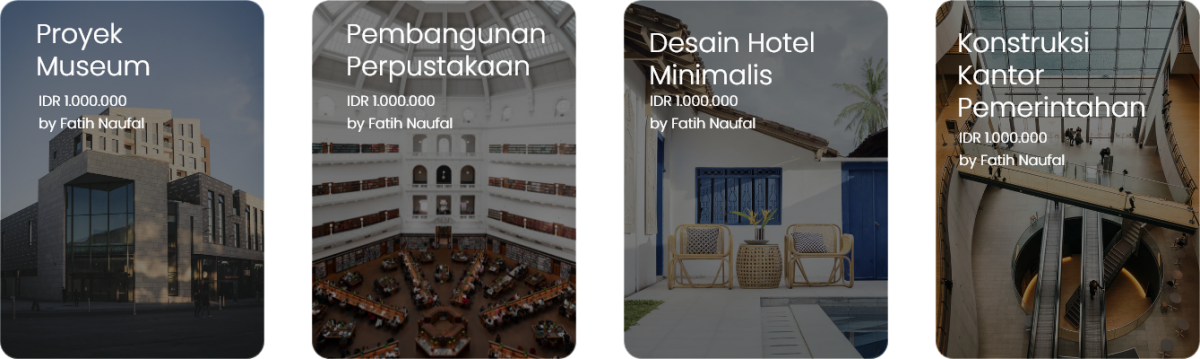 Proyek
Museum
IDR 1.000.000
by Fatih Naufal
Pembangunan
Perpustakaan
IDR 1.000.000
by Fatih Naufal
Desain Hotel
Minimalis
IDR 1.000.000
by Fatih Naufal
Konstruksi
Kantor
Pemerintahan
IDR 1.000.000
by Fatih Naufal